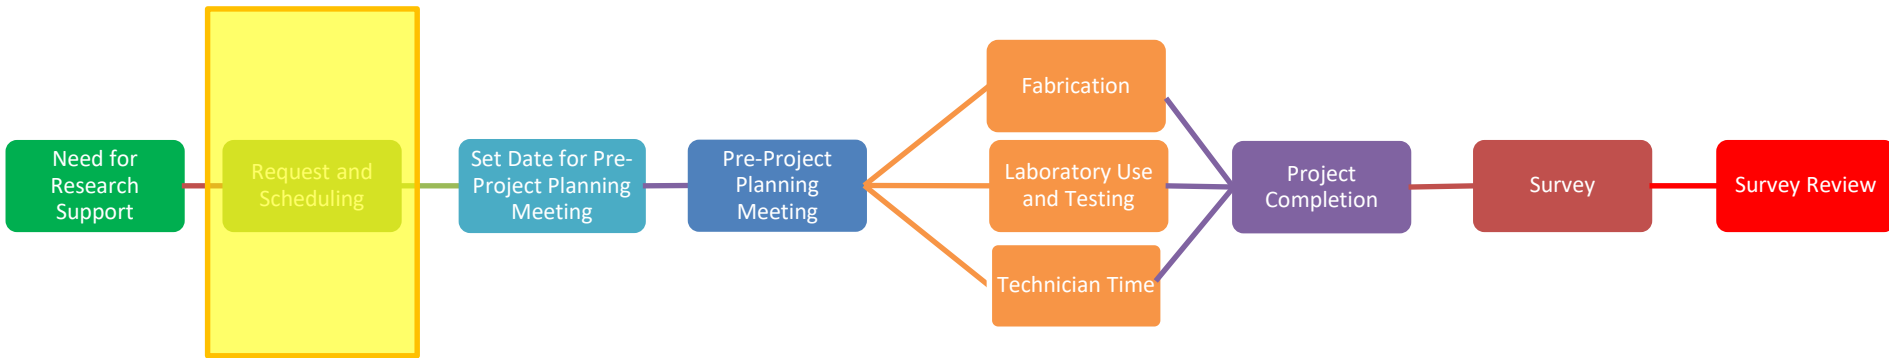 Need for
Research
Support
Request and
Scheduling
Set Date for Pre-
Project Planning
Meeting
Pre-Project
Planning
Meeting
Fabrication
Laboratory Use
and Testing
Technician Time
Project
Completion
Survey
Survey Review